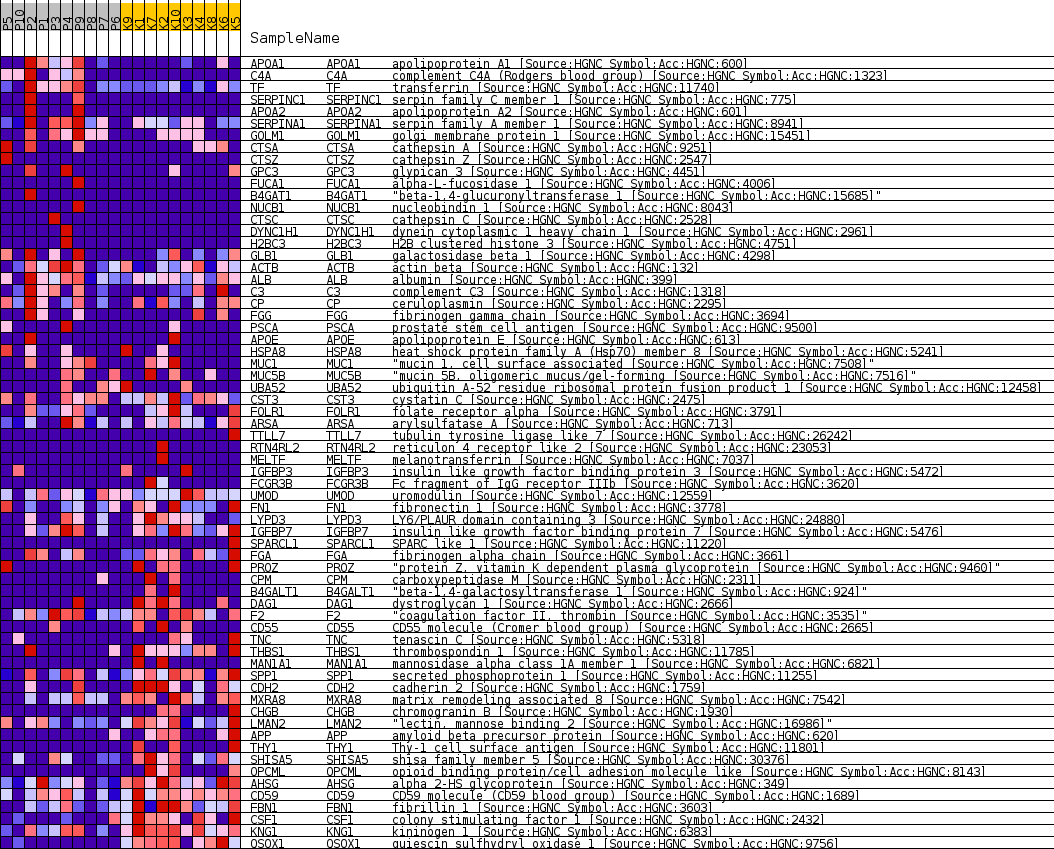 P5 P10 P2 P1 P3 P4 P9 P8 P7 P6 K9 K1 K7 K2 K10 K3 K4 K8 K6 K5
SampleName
APOA1 APOA1 apolipoprotein A1 [Source:HGNC Symbol;Acc:HGNC:600]
C4A C4A complement C4A (Rodgers blood group) [Source:HGNC Symbol;Acc:HGNC:1323]
TF TF transferrin [Source:HGNC Symbol;Acc:HGNC:11740]
SERPINC1 SERPINC1 serpin family C member 1 [Source:HGNC Symbol;Acc:HGNC:775]
APOA2 APOA2 apolipoprotein A2 [Source:HGNC Symbol;Acc:HGNC:601]
SERPINA1 SERPINA1 serpin family A member 1 [Source:HGNC Symbol;Acc:HGNC:8941]
GOLM1 GOLM1 golgi membrane protein 1 [Source:HGNC Symbol;Acc:HGNC:15451]
CTSA CTSA cathepsin A [Source:HGNC Symbol;Acc:HGNC:9251]
CTSZ CTSZ cathepsin Z [Source:HGNC Symbol;Acc:HGNC:2547]
GPC3 GPC3 glypican 3 [Source:HGNC Symbol;Acc:HGNC:4451]
FUCA1 FUCA1 alpha-L-fucosidase 1 [Source:HGNC Symbol;Acc:HGNC:4006]
B4GAT1 B4GAT1 "beta-1,4-glucuronyltransferase 1 [Source:HGNC Symbol;Acc:HGNC:15685]"
NUCB1 NUCB1 nucleobindin 1 [Source:HGNC Symbol;Acc:HGNC:8043]
CTSC CTSC cathepsin C [Source:HGNC Symbol;Acc:HGNC:2528]
DYNC1H1 DYNC1H1 dynein cytoplasmic 1 heavy chain 1 [Source:HGNC Symbol;Acc:HGNC:2961]
H2BC3 H2BC3 H2B clustered histone 3 [Source:HGNC Symbol;Acc:HGNC:4751]
GLB1 GLB1 galactosidase beta 1 [Source:HGNC Symbol;Acc:HGNC:4298]
ACTB ACTB actin beta [Source:HGNC Symbol;Acc:HGNC:132]
ALB ALB albumin [Source:HGNC Symbol;Acc:HGNC:399]
C3 C3 complement C3 [Source:HGNC Symbol;Acc:HGNC:1318]
CP CP ceruloplasmin [Source:HGNC Symbol;Acc:HGNC:2295]
FGG FGG fibrinogen gamma chain [Source:HGNC Symbol;Acc:HGNC:3694]
PSCA PSCA prostate stem cell antigen [Source:HGNC Symbol;Acc:HGNC:9500]
APOE APOE apolipoprotein E [Source:HGNC Symbol;Acc:HGNC:613]
HSPA8 HSPA8 heat shock protein family A (Hsp70) member 8 [Source:HGNC Symbol;Acc:HGNC:5241]
MUC1 MUC1 "mucin 1, cell surface associated [Source:HGNC Symbol;Acc:HGNC:7508]"
MUC5B MUC5B "mucin 5B, oligomeric mucus/gel-forming [Source:HGNC Symbol;Acc:HGNC:7516]"
UBA52 UBA52 ubiquitin A-52 residue ribosomal protein fusion product 1 [Source:HGNC Symbol;Acc:HGNC:12458]
CST3 CST3 cystatin C [Source:HGNC Symbol;Acc:HGNC:2475]
FOLR1 FOLR1 folate receptor alpha [Source:HGNC Symbol;Acc:HGNC:3791]
ARSA ARSA arylsulfatase A [Source:HGNC Symbol;Acc:HGNC:713]
TTLL7 TTLL7 tubulin tyrosine ligase like 7 [Source:HGNC Symbol;Acc:HGNC:26242]
RTN4RL2 RTN4RL2 reticulon 4 receptor like 2 [Source:HGNC Symbol;Acc:HGNC:23053]
MELTF MELTF melanotransferrin [Source:HGNC Symbol;Acc:HGNC:7037]
IGFBP3 IGFBP3 insulin like growth factor binding protein 3 [Source:HGNC Symbol;Acc:HGNC:5472]
FCGR3B FCGR3B Fc fragment of IgG receptor IIIb [Source:HGNC Symbol;Acc:HGNC:3620]
UMOD UMOD uromodulin [Source:HGNC Symbol;Acc:HGNC:12559]
FN1 FN1 fibronectin 1 [Source:HGNC Symbol;Acc:HGNC:3778]
LYPD3 LYPD3 LY6/PLAUR domain containing 3 [Source:HGNC Symbol;Acc:HGNC:24880]
IGFBP7 IGFBP7 insulin like growth factor binding protein 7 [Source:HGNC Symbol;Acc:HGNC:5476]
SPARCL1 SPARCL1 SPARC like 1 [Source:HGNC Symbol;Acc:HGNC:11220]
FGA FGA fibrinogen alpha chain [Source:HGNC Symbol;Acc:HGNC:3661]
PROZ PROZ "protein Z, vitamin K dependent plasma glycoprotein [Source:HGNC Symbol;Acc:HGNC:9460]"
CPM CPM carboxypeptidase M [Source:HGNC Symbol;Acc:HGNC:2311]
B4GALT1 B4GALT1 "beta-1,4-galactosyltransferase 1 [Source:HGNC Symbol;Acc:HGNC:924]"
DAG1 DAG1 dystroglycan 1 [Source:HGNC Symbol;Acc:HGNC:2666]
F2 F2 "coagulation factor II, thrombin [Source:HGNC Symbol;Acc:HGNC:3535]"
CD55 CD55 CD55 molecule (Cromer blood group) [Source:HGNC Symbol;Acc:HGNC:2665]
TNC TNC tenascin C [Source:HGNC Symbol;Acc:HGNC:5318]
THBS1 THBS1 thrombospondin 1 [Source:HGNC Symbol;Acc:HGNC:11785]
MAN1A1 MAN1A1 mannosidase alpha class 1A member 1 [Source:HGNC Symbol;Acc:HGNC:6821]
SPP1 SPP1 secreted phosphoprotein 1 [Source:HGNC Symbol;Acc:HGNC:11255]
CDH2 CDH2 cadherin 2 [Source:HGNC Symbol;Acc:HGNC:1759]
MXRA8 MXRA8 matrix remodeling associated 8 [Source:HGNC Symbol;Acc:HGNC:7542]
CHGB CHGB chromogranin B [Source:HGNC Symbol;Acc:HGNC:1930]
LMAN2 LMAN2 "lectin, mannose binding 2 [Source:HGNC Symbol;Acc:HGNC:16986]"
APP APP amyloid beta precursor protein [Source:HGNC Symbol;Acc:HGNC:620]
THY1 THY1 Thy-1 cell surface antigen [Source:HGNC Symbol;Acc:HGNC:11801]
SHISA5 SHISA5 shisa family member 5 [Source:HGNC Symbol;Acc:HGNC:30376]
OPCML OPCML opioid binding protein/cell adhesion molecule like [Source:HGNC Symbol;Acc:HGNC:8143]
AHSG AHSG alpha 2-HS glycoprotein [Source:HGNC Symbol;Acc:HGNC:349]
CD59 CD59 CD59 molecule (CD59 blood group) [Source:HGNC Symbol;Acc:HGNC:1689]
FBN1 FBN1 fibrillin 1 [Source:HGNC Symbol;Acc:HGNC:3603]
CSF1 CSF1 colony stimulating factor 1 [Source:HGNC Symbol;Acc:HGNC:2432]
KNG1 KNG1 kininogen 1 [Source:HGNC Symbol;Acc:HGNC:6383]
QSOX1 QSOX1 quiescin sulfhydryl oxidase 1 [Source:HGNC Symbol;Acc:HGNC:9756]